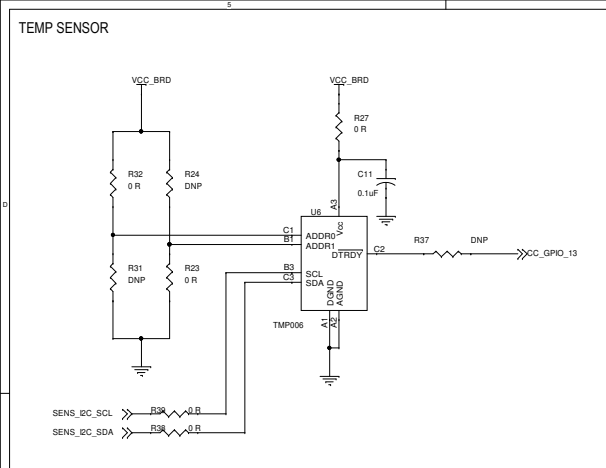 5
TEMP SENSOR
VCC_BRD
VCC_BRD
R27
0 R
R32
0 R
R24
DNP
C11
0.1uF
D
A3
U6
Vcc
C1
ADDR0
B1
ADDR1
DTRDY
C2
R37
DNP
CC_GPIO_13
R31
DNP
R23
0 R
B3
SCL
C3
SDA
DGND
AGND
TMP006
A1
A2
SENS_I2C_SCL
R39
0 R
SENS_I2C_SDA
R38
0 R